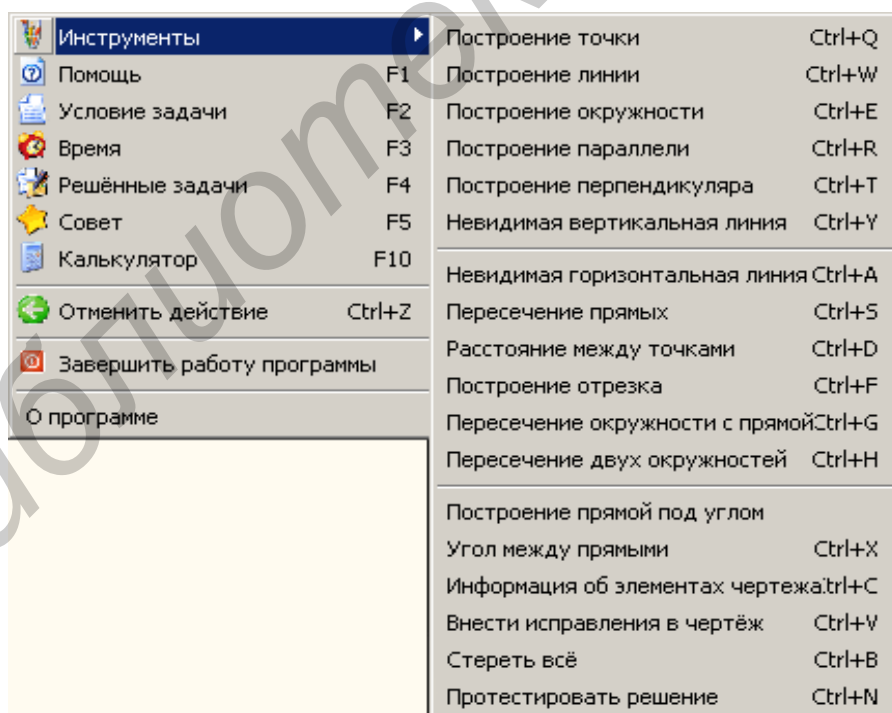 Инструменты
Помощь F1
Условие задачи F2
Время F3
Решённые задачи F4
Совет F5
Калькулятор F10
Отменить действие Ctrl+Z
Завершить работу программы
О программе
Построение точки Ctrl+Q
Построение линии Ctrl+W
Построение окружности Ctrl+E
Построение параллели Ctrl+R
Построение перпендикуляра Ctrl+T
Невидимая вертикальная линия Ctrl+Y
Невидимая горизонтальная линия Ctrl+A
Пересечение прямых Ctrl+S
Расстояние между точками Ctrl+D
Построение отрезка Ctrl+F
Пересечение окружности с прямой Ctrl+G
Пересечение двух окружностей Ctrl+H
Построение прямой под углом
Угол между прямыми Ctrl+X
Информация об элементах чертежа trl+C
Внести исправления в чертёж Ctrl+V
Стереть всё Ctrl+B
Протестировать решение Ctrl+N